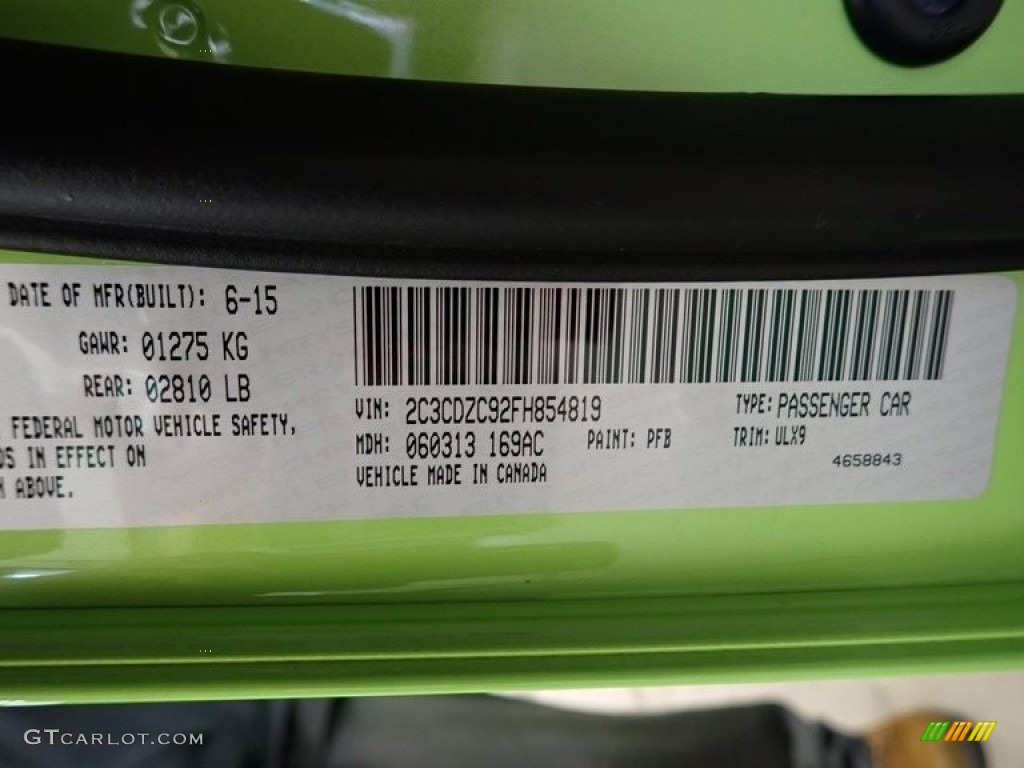 DATE OF MFR(BUILT): 6-15
GAWR: 01275 KG
REAR: 02810 LB
FEDERAL MOTOR VEHICLE SAFETY,
DS IN EFFECT ON
ABOVE.
VIN: 2C3CDZC92FH854819
TYPE: PASSENGER CAR
MDH: 060313 169AC
PAINT: PFB
TRIM: ULX9
VEHICLE MADE IN CANADA
4658843
GTCARLOT.COM